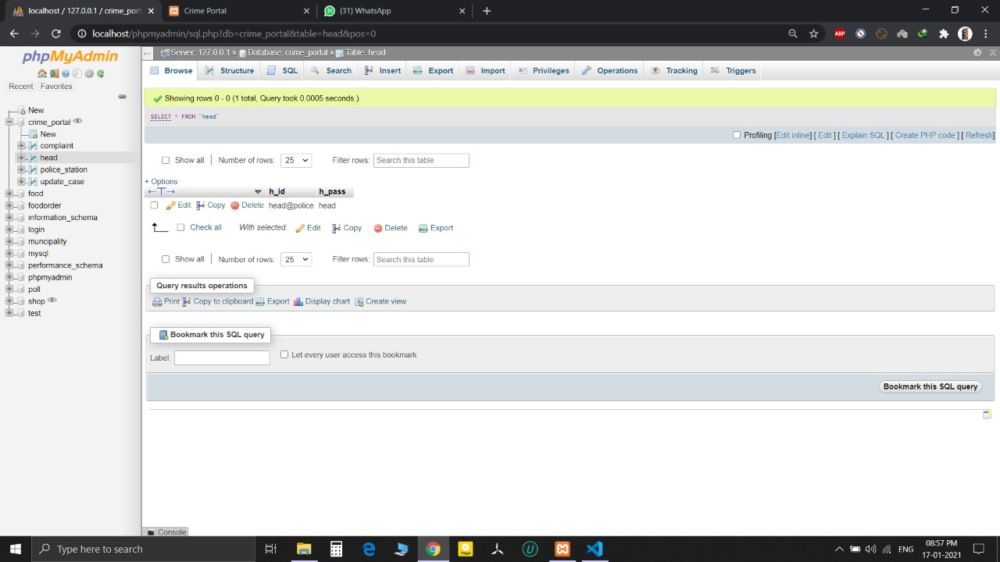 localhost / 127.0.0.1 / crime_port
Crime Portal
(31) WhatsApp
localhost/phpmyadmin/sql.php?db=crime_portal&table=head&pos=0
ABP
phpMyAdmin
Server: 127.0.0.1 » Database: crime_portal » Table: head
Browse Structure SQL Search Insert Export Import Privileges Operations Tracking Triggers
Recent Favorites
New
crime_portal
New
complaint
head
police_station
update_case
food
foodorder
information_schema
login
muncipality
mysql
performance_schema
phpmyadmin
poll
shop
test
Showing rows 0 - 0 (1 total, Query took 0.0005 seconds.)
SELECT * FROM `head`
Profiling [Edit inline] [ Edit ] [ Explain SQL ] [ Create PHP code ] [ Refresh]
Show all | Number of rows: 25 Filter rows: Search this table
+ Options
←T→ h_id h_pass
Edit Copy Delete head@police head
Check all With selected: Edit Copy Delete Export
Show all | Number of rows: 25 Filter rows: Search this table
Query results operations
Print Copy to clipboard Export Display chart Create view
Bookmark this SQL query
Label: Let every user access this bookmark
Bookmark this SQL query
Console
Type here to search
ENG
08:57 PM
17-01-2021